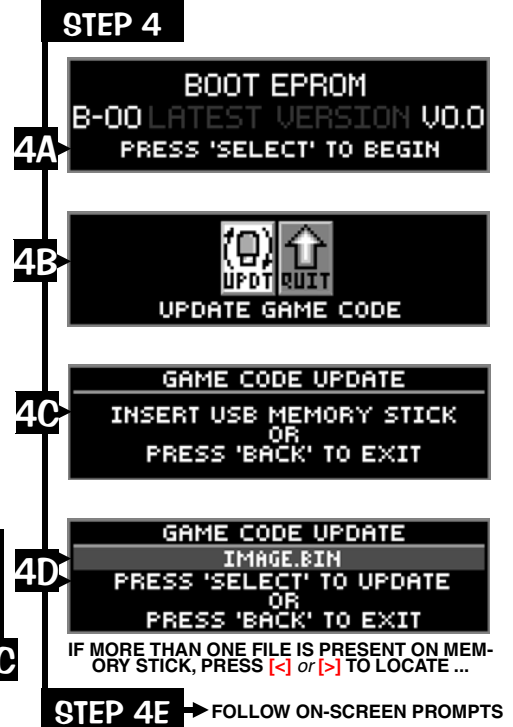 STEP 4
BOOT EPROM
B-00 LATEST VERSION V0.0
4A
PRESS 'SELECT' TO BEGIN
4B
UPDT QUIT
UPDATE GAME CODE
GAME CODE UPDATE
4C
INSERT USB MEMORY STICK
OR
PRESS 'BACK' TO EXIT
GAME CODE UPDATE
IMAGE.BIN
4D
PRESS 'SELECT' TO UPDATE
OR
PRESS 'BACK' TO EXIT
IF MORE THAN ONE FILE IS PRESENT ON MEM-
ORY STICK, PRESS [<] or [>] TO LOCATE ...
C
STEP 4E FOLLOW ON-SCREEN PROMPTS